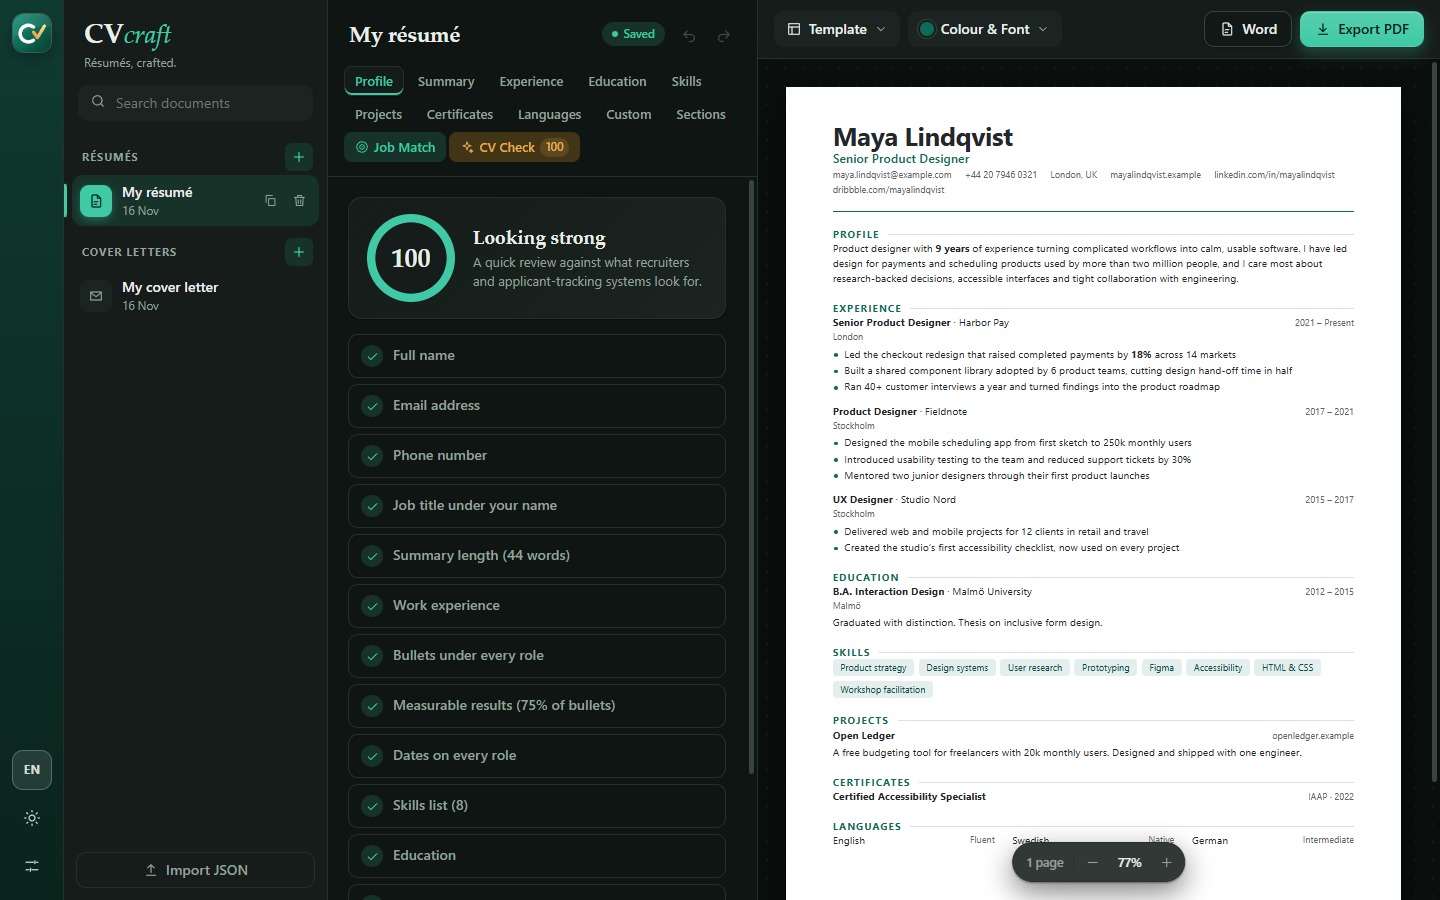 CVcraft
Résumés, crafted.
Search documents
RÉSUMÉS
My résumé
16 Nov
COVER LETTERS
My cover letter
16 Nov
EN
Import JSON
My résumé
Saved
Profile Summary Experience Education Skills
Projects Certificates Languages Custom Sections
Job Match CV Check 100
100
Looking strong
A quick review against what recruiters
and applicant-tracking systems look for.
Full name
Email address
Phone number
Job title under your name
Summary length (44 words)
Work experience
Bullets under every role
Measurable results (75% of bullets)
Dates on every role
Skills list (8)
Education
Template Colour & Font Word Export PDF
Maya Lindqvist
Senior Product Designer
maya.lindqvist@example.com +44 20 7946 0321 London, UK mayalindqvist.example linkedin.com/in/mayalindqvist
dribbble.com/mayalindqvist
PROFILE
Product designer with 9 years of experience turning complicated workflows into calm, usable software. I have led
design for payments and scheduling products used by more than two million people, and I care most about
research-backed decisions, accessible interfaces and tight collaboration with engineering.
EXPERIENCE
Senior Product Designer · Harbor Pay 2021 – Present
London
Led the checkout redesign that raised completed payments by 18% across 14 markets
Built a shared component library adopted by 6 product teams, cutting design hand-off time in half
Ran 40+ customer interviews a year and turned findings into the product roadmap
Product Designer · Fieldnote 2017 – 2021
Stockholm
Designed the mobile scheduling app from first sketch to 250k monthly users
Introduced usability testing to the team and reduced support tickets by 30%
Mentored two junior designers through their first product launches
UX Designer · Studio Nord 2015 – 2017
Stockholm
Delivered web and mobile projects for 12 clients in retail and travel
Created the studio's first accessibility checklist, now used on every project
EDUCATION
B.A. Interaction Design · Malmö University 2012 – 2015
Malmö
Graduated with distinction. Thesis on inclusive form design.
SKILLS
Product strategy Design systems User research Prototyping Figma Accessibility HTML & CSS
Workshop facilitation
PROJECTS
Open Ledger openledger.example
A free budgeting tool for freelancers with 20k monthly users. Designed and shipped with one engineer.
CERTIFICATES
Certified Accessibility Specialist IAAP · 2022
LANGUAGES
English Fluent Swedish Native German Intermediate
1 page − 77% +